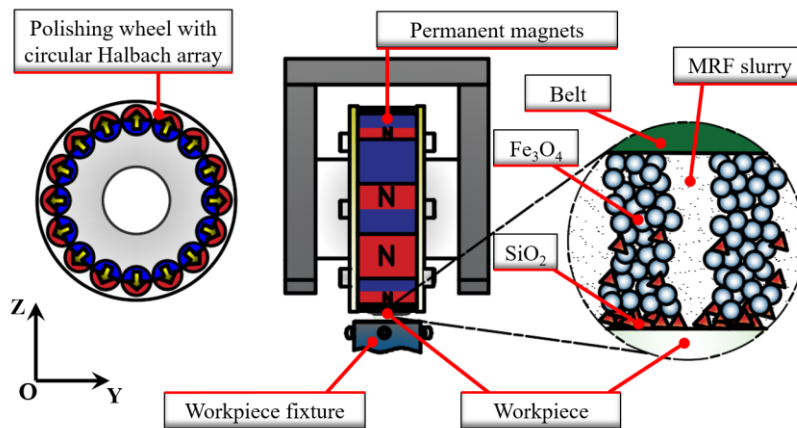 Polishing wheel with
circular Halbach array
Permanent magnets
MRF slurry
Belt
Fe₃O₄
SiO₂
N
N
N
N
Z
O
Y
Workpiece fixture
Workpiece